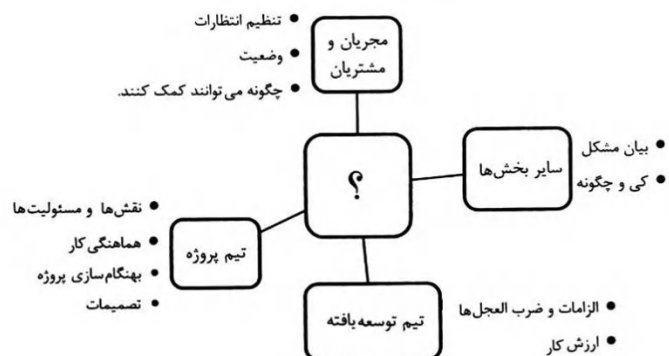 مجریان و
مشتریان
• تنظیم انتظارات
• وضعیت
• چگونه می‌توانند کمک کنند.
سایر بخش‌ها
• بیان مشکل
• کی و چگونه
؟
تیم پروژه
• نقش‌ها و مسئولیت‌ها
• هماهنگی کار
• بهنگام‌سازی پروژه
• تصمیمات
تیم توسعه‌یافته
• الزامات و ضرب العجل‌ها
• ارزش کار